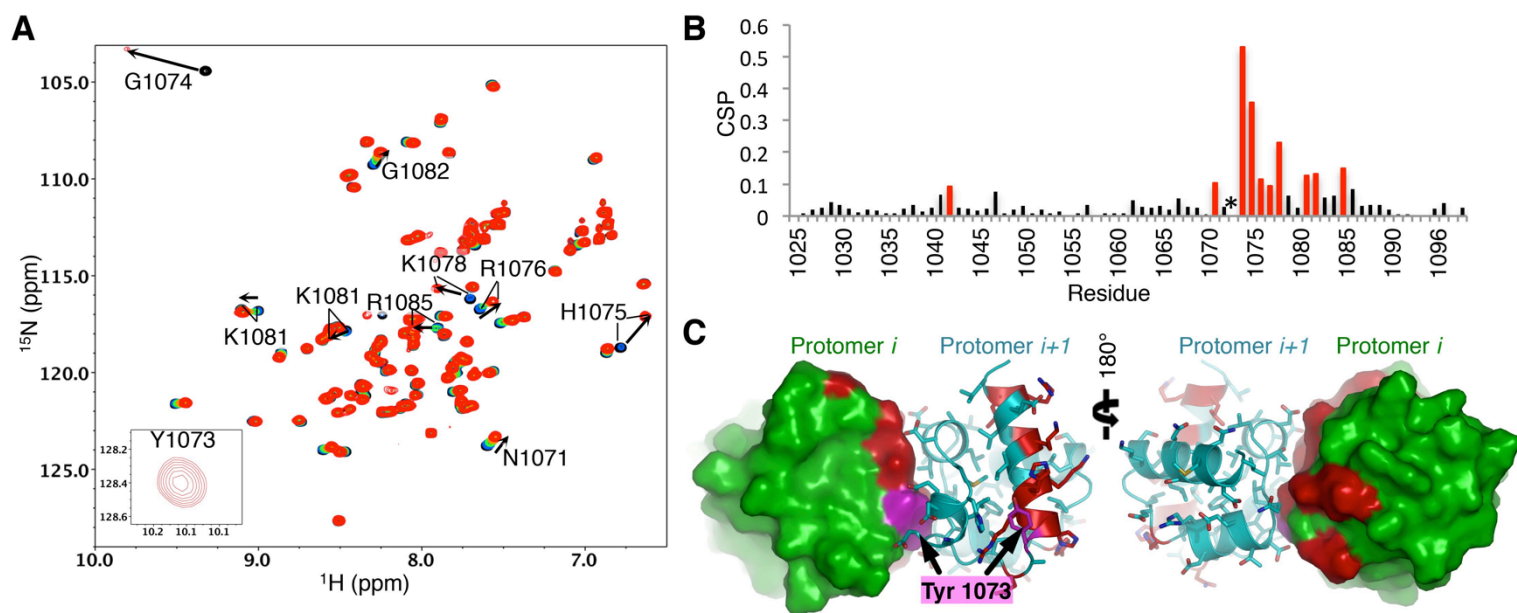 A
105.0
110.0
115.0
120.0
125.0
15N (ppm)
G1074
G1082
K1078
R1076
K1081
K1081
R1085
H1075
N1071
Y1073
128.2
128.4
128.6
10.2 10.1 10.1
10.0 9.0 8.0 7.0
1H (ppm)
B
0.6
0.5
0.4
0.3
0.2
0.1
0
CSP
*
1025 1030 1042 1045 1050 1055 1060 1065 1070 1075 1080 1085 1090 1096
Residue
C
Protomer i Protomer i+1
180°
Protomer i+1 Protomer i
Tyr 1073